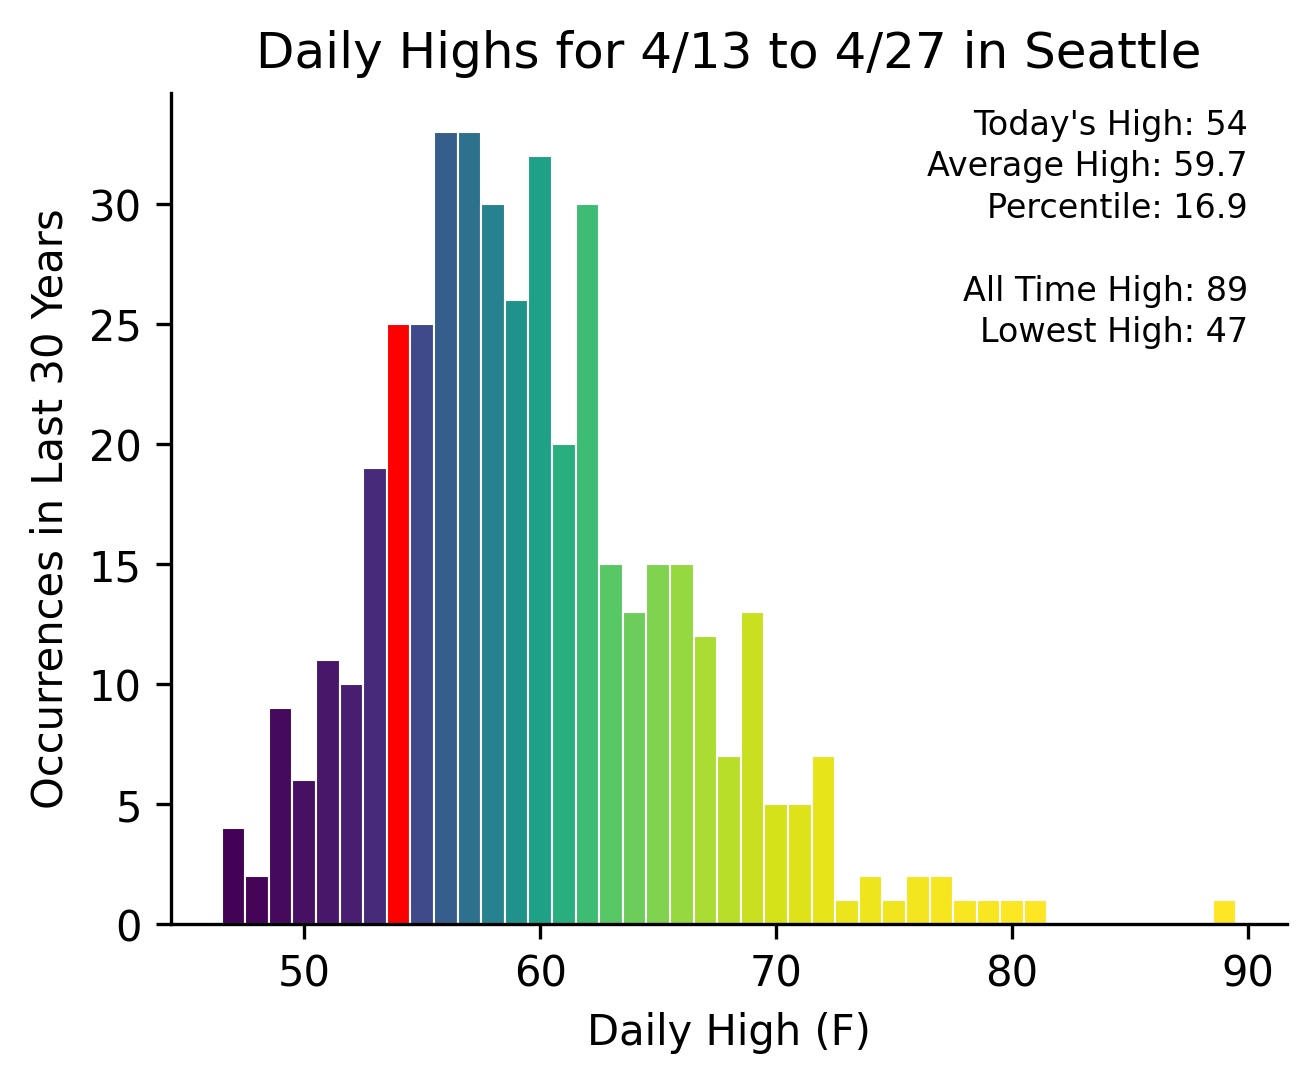 Daily Highs for 4/13 to 4/27 in Seattle
Today's High: 54
Average High: 59.7
Percentile: 16.9
All Time High: 89
Lowest High: 47
Occurrences in Last 30 Years
30
25
20
15
10
5
0
50 60 70 80 90
Daily High (F)